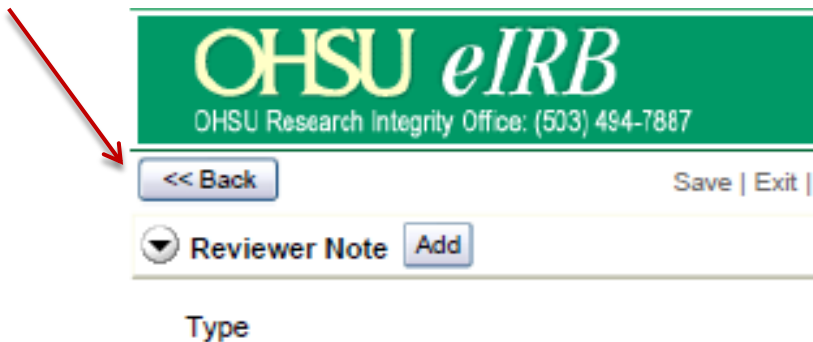 OHSU eIRB
OHSU Research Integrity Office: (503) 494-7887
<< Back Save | Exit |
Reviewer Note Add
Type